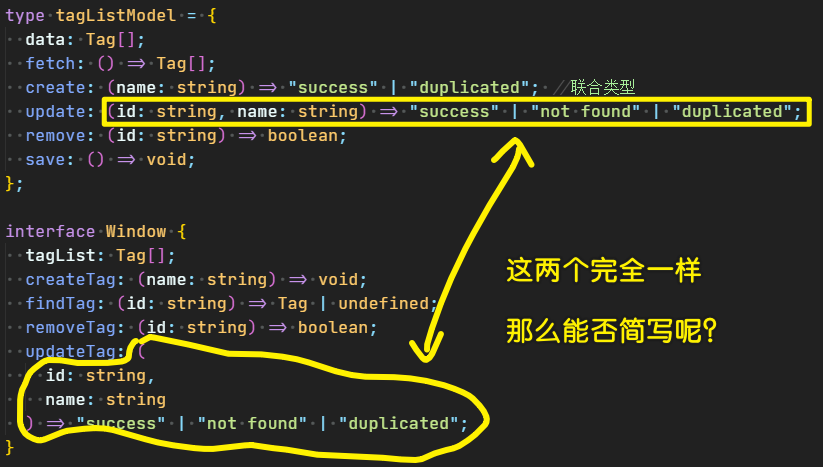 type tagListModel = {
data: Tag[];
fetch: () => Tag[];
create: (name: string) => "success" | "duplicated"; //联合类型
update: (id: string, name: string) => "success" | "not found" | "duplicated";
remove: (id: string) => boolean;
save: () => void;
};
interface Window {
tagList: Tag[];
createTag: (name: string) => void;
findTag: (id: string) => Tag | undefined;
removeTag: (id: string) => boolean;
updateTag: (
id: string,
name: string
) => "success" | "not found" | "duplicated";
}
这两个完全一样
那么能否简写呢?